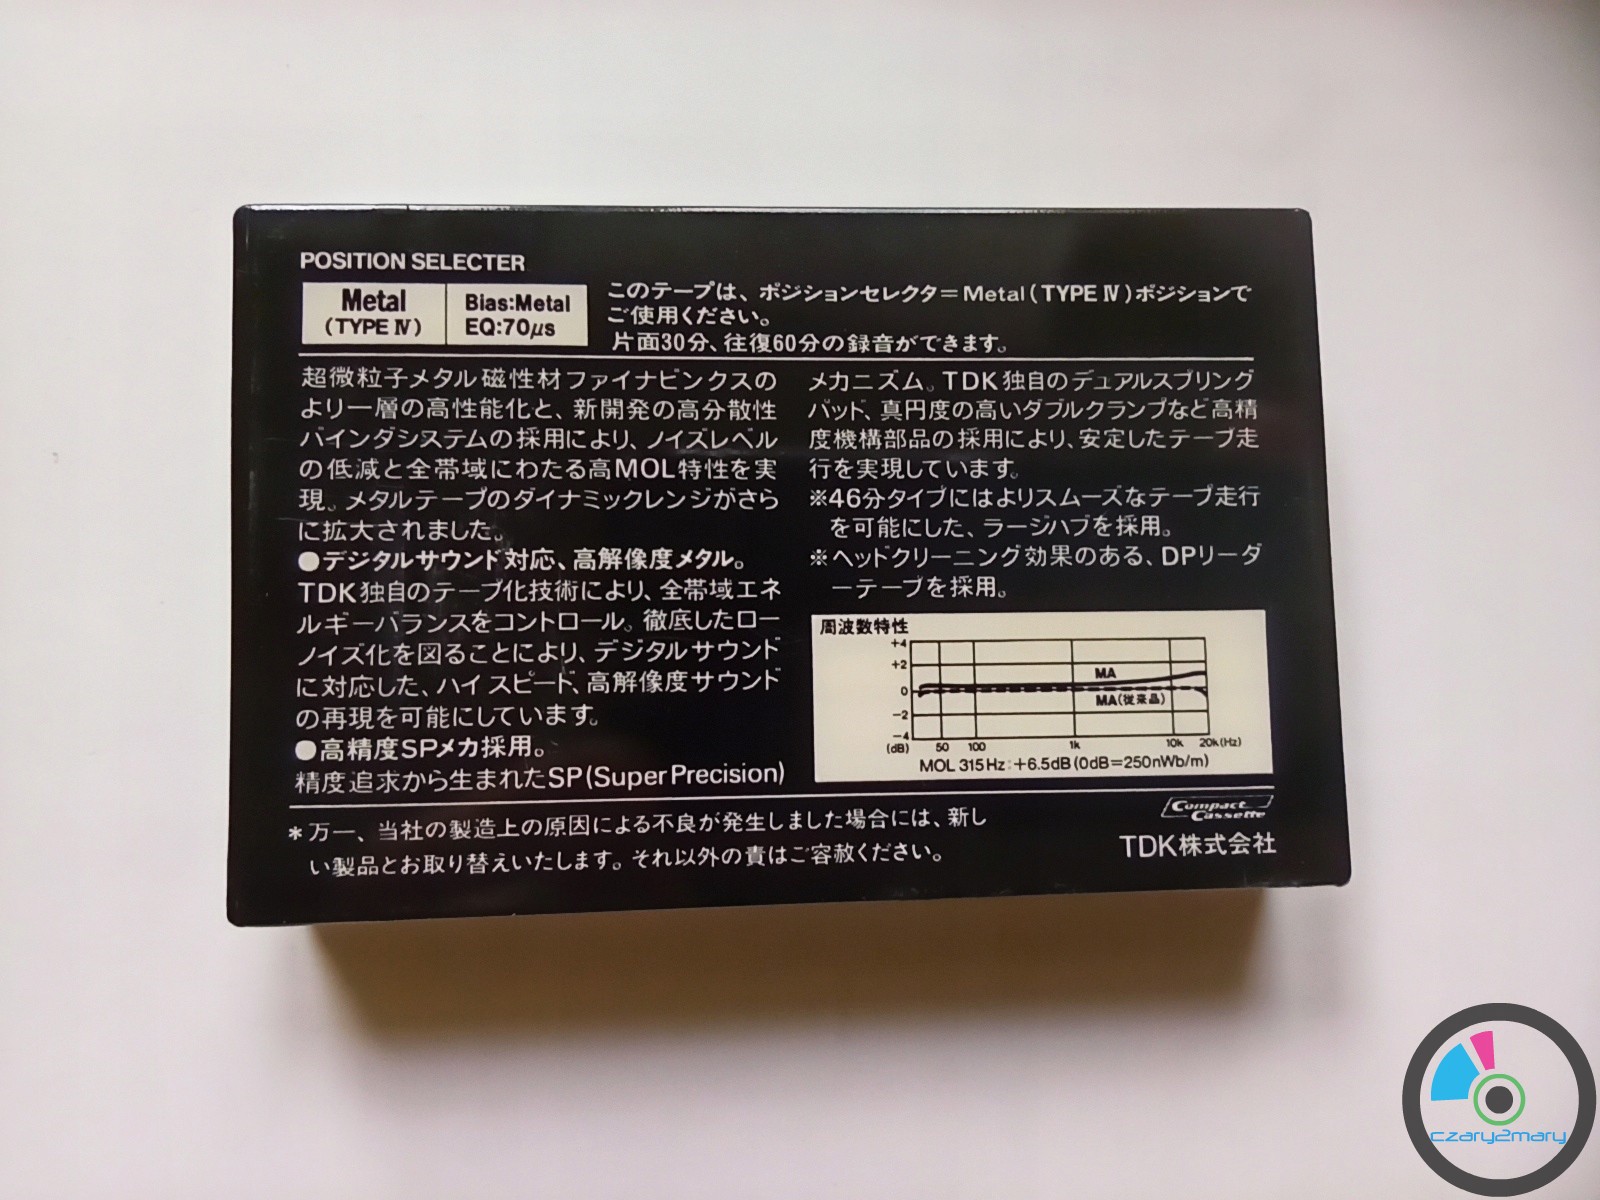 POSITION SELECTER
Metal
(TYPE Ⅳ)
Bias:Metal
EQ:70μs
このテープは、ポジションセレクタ=Metal(TYPE Ⅳ)ポジションで
ご使用ください。
片面30分、往復60分の録音ができます。
超微粒子メタル磁性材ファイナビンクスの
より一層の高性能化と、新開発の高分散性
バインダシステムの採用により、ノイズレベル
の低減と全帯域にわたる高MOL特性を実
現。メタルテープのダイナミックレンジがさら
に拡大されました。
●デジタルサウンド対応、高解像度メタル。
TDK独自のテープ化技術により、全帯域エネ
ルギーバランスをコントロール。徹底したロー
ノイズ化を図ることにより、デジタルサウンド
に対応した、ハイスピード、高解像度サウンド
の再現を可能にしています。
●高精度SPメカ採用。
精度追求から生まれたSP(Super Precision)
メカニズム。TDK独自のデュアルスプリング
パッド、真円度の高いダブルクランプなど高精
度機構部品の採用により、安定したテープ走
行を実現しています。
※46分タイプにはよりスムーズなテープ走行
を可能にした、ラージハブを採用。
※ヘッドクリーニング効果のある、DPリーダ
ーテープを採用。
周波数特性
+4
+2
0
-2
-4
(dB)
MA
MA(従来品)
50 100 1k 10k 20k(Hz)
MOL 315Hz:+6.5dB(0dB=250nWb/m)
*万一、当社の製造上の原因による不良が発生しました場合には、新し
い製品とお取り替えいたします。それ以外の責はご容赦ください。
Compact
Cassette
TDK株式会社
czary2mary